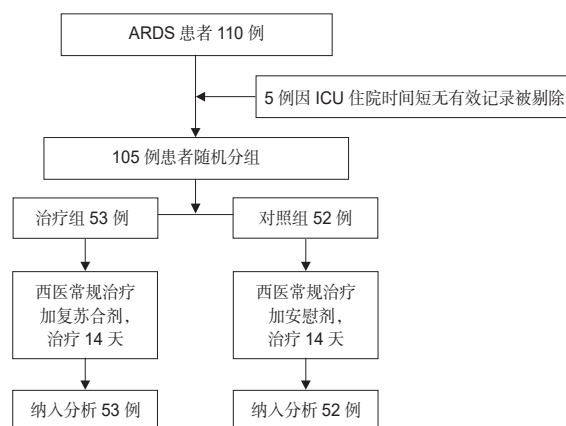 ARDS 患者 110 例
5 例因 ICU 住院时间短无有效记录被剔除
105 例患者随机分组
治疗组 53 例
对照组 52 例
西医常规治疗
加复苏合剂,
治疗 14 天
西医常规治疗
加安慰剂,
治疗 14 天
纳入分析 53 例
纳入分析 52 例